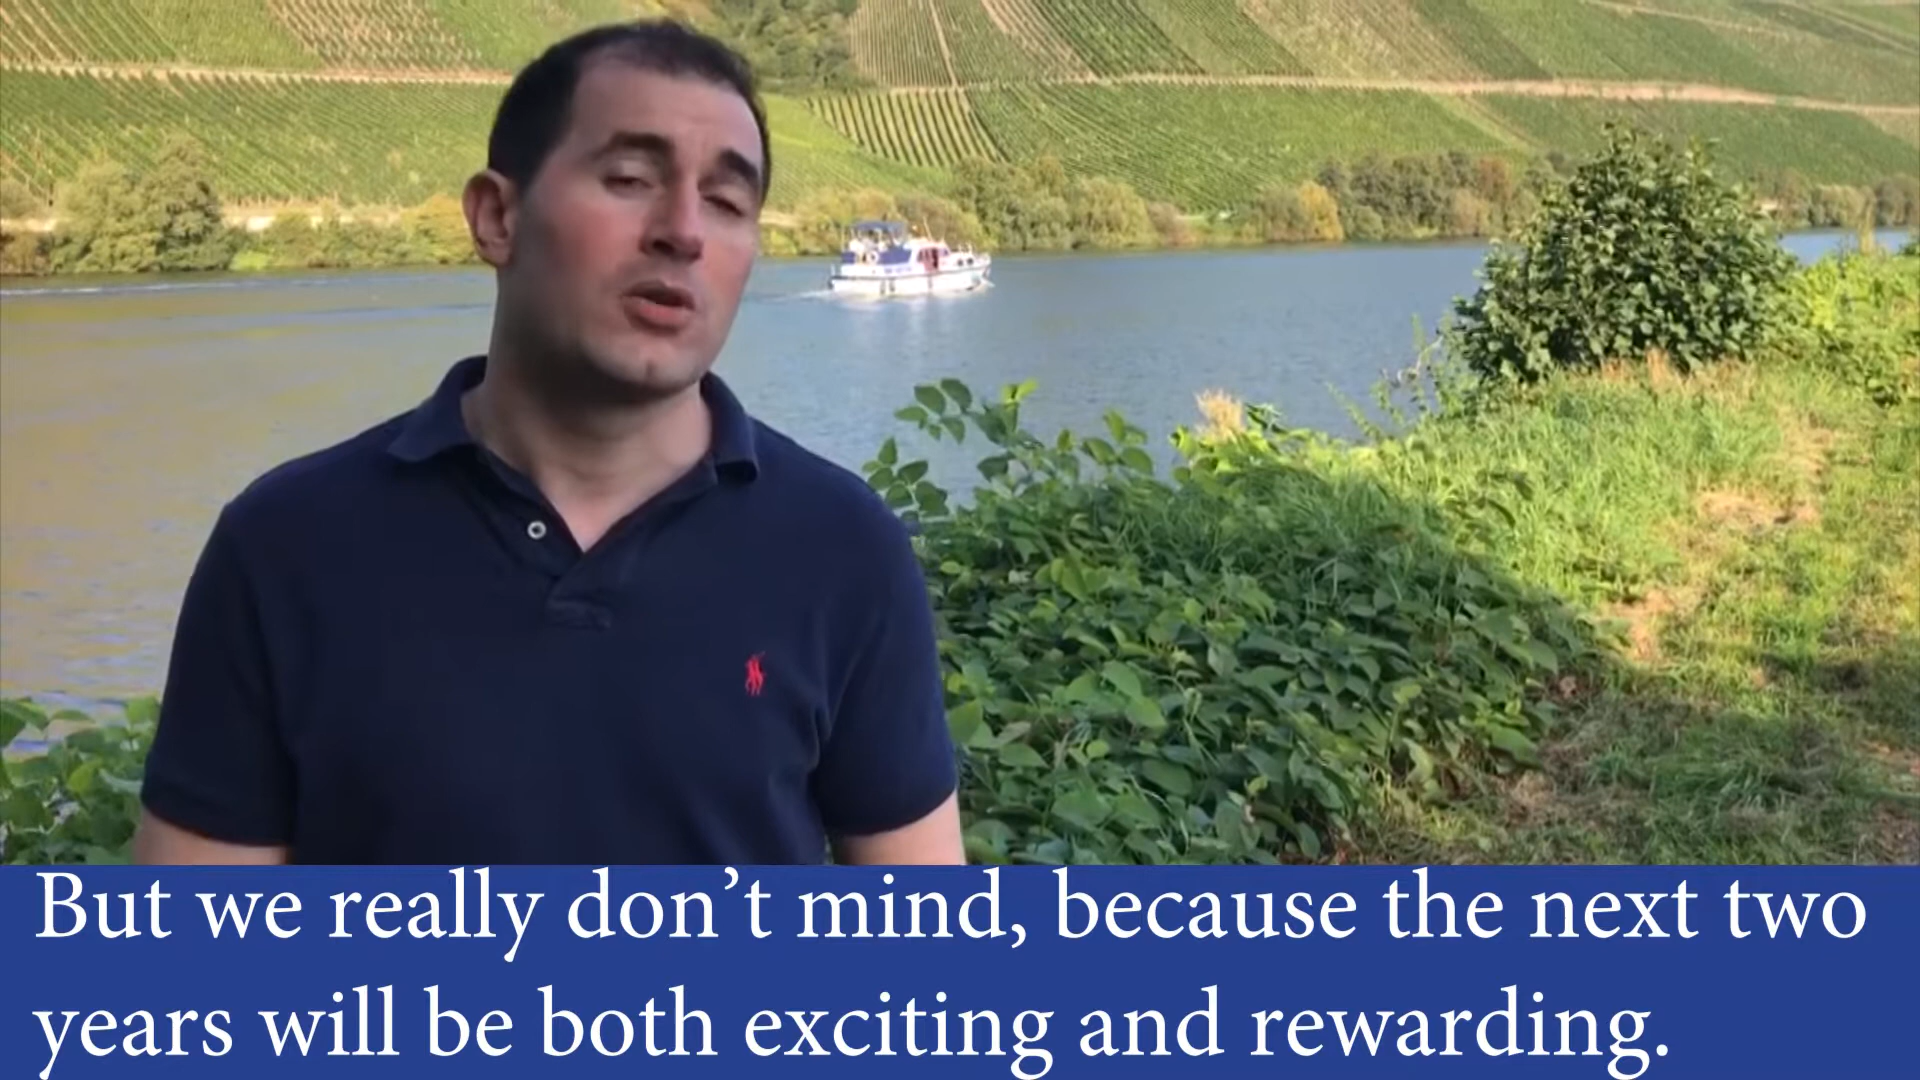 But we really don’t mind, because the next two
years will be both exciting and rewarding.